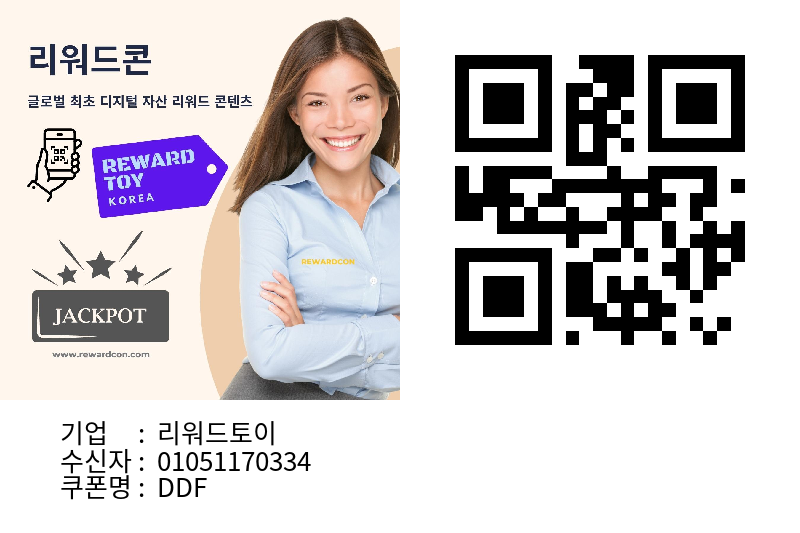 리워드콘
글로벌 최초 디지털 자산 리워드 콘텐츠
REWARD
TOY
KOREA
REWARDCON
JACKPOT
www.rewardcon.com
기업 : 리워드토이
수신자 : 01051170334
쿠폰명 : DDF